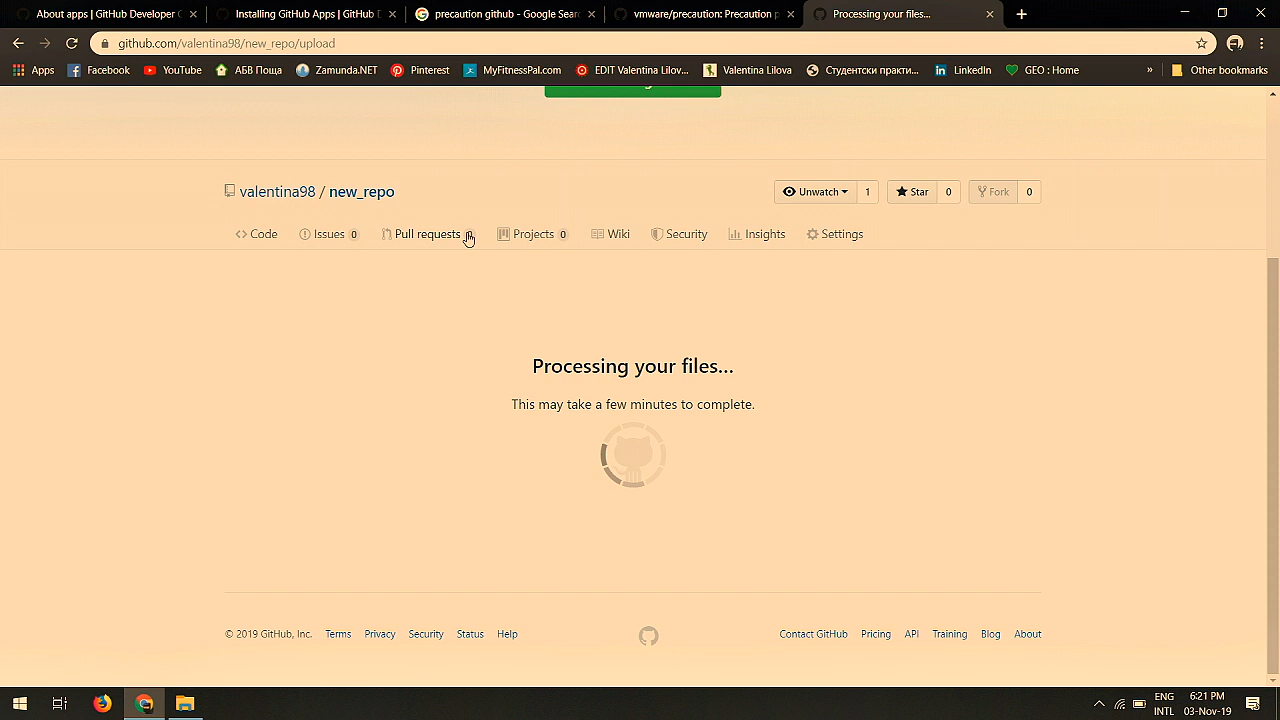 About apps | GitHub Developer G
Installing GitHub Apps | GitHub D
precaution github - Google Sear
vmware/precaution: Precaution p
Processing your files...
github.com/valentina98/new_repo/upload
Apps
Facebook
YouTube
АБВ Поща
Zamunda.NET
Pinterest
MyFitnessPal.com
EDIT Valentina Lilov...
Valentina Lilova
Студентски практи...
LinkedIn
GEO : Home
»
Other bookmarks
valentina98 / new_repo
Unwatch 1
Star 0
Fork 0
Code
Issues 0
Pull requests
Projects 0
Wiki
Security
Insights
Settings
Processing your files...
This may take a few minutes to complete.
© 2019 GitHub, Inc.
Terms
Privacy
Security
Status
Help
Contact GitHub
Pricing
API
Training
Blog
About
ENG
INTL
6:21 PM
03-Nov-19